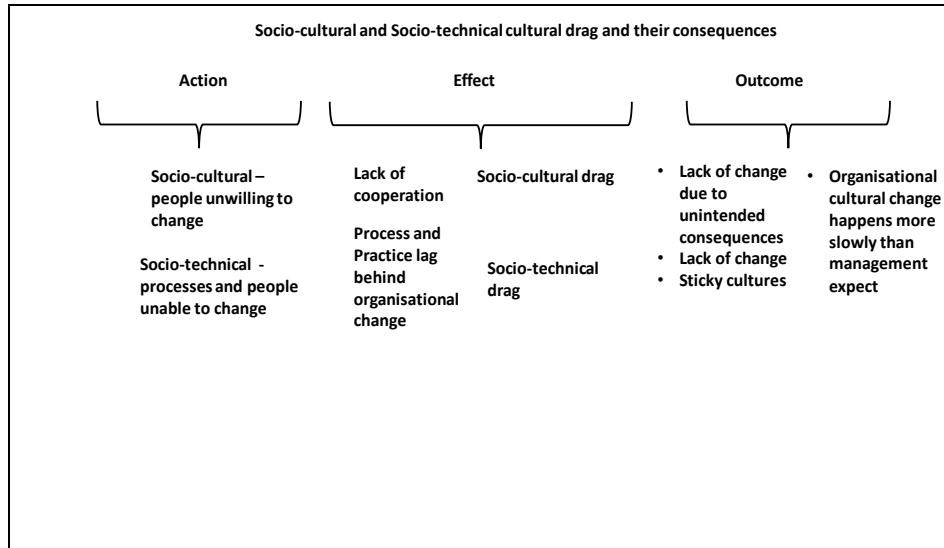 Socio-cultural and Socio-technical cultural drag and their consequences
Action
Effect
Outcome
Socio-cultural –
people unwilling to
change
Socio-technical -
processes and people
unable to change
Lack of
cooperation
Process and
Practice lag
behind
organisational
change
Socio-cultural drag
Socio-technical
drag
• Lack of change
due to
unintended
consequences
• Lack of change
• Sticky cultures
• Organisational
cultural change
happens more
slowly than
management
expect